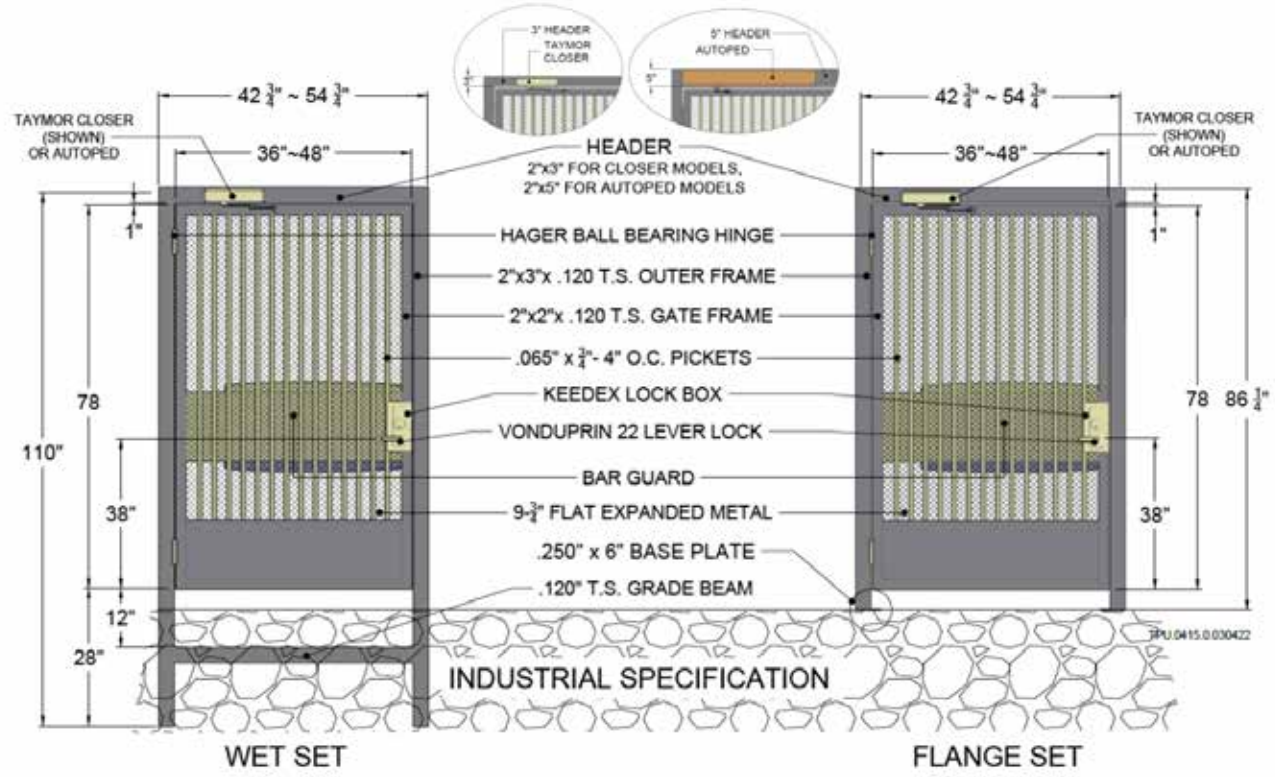 3" HEADER
TAYMOR
CLOSER
5" HEADER
AUTOPED
5"
42 3/4" ~ 54 3/4"
42 3/4" ~ 54 3/4"
TAYMOR CLOSER
(SHOWN)
OR AUTOPED
TAYMOR CLOSER
(SHOWN)
OR AUTOPED
36"~48"
HEADER
2"x3" FOR CLOSER MODELS,
2"x5" FOR AUTOPED MODELS
36"~48"
1"
1"
HAGER BALL BEARING HINGE
2"x3"x .120 T.S. OUTER FRAME
2"x2"x .120 T.S. GATE FRAME
.065" x 3/4"- 4" O.C. PICKETS
KEEDEX LOCK BOX
78
78
86 1/4"
110"
VONDUPRIN 22 LEVER LOCK
BAR GUARD
38"
9-3/4" FLAT EXPANDED METAL
38"
.250" x 6" BASE PLATE
.120" T.S. GRADE BEAM
12"
28"
TPU.0415.0.030422
INDUSTRIAL SPECIFICATION
WET SET
FLANGE SET